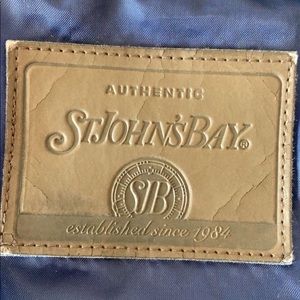 AUTHENTIC
ST.JOHN'S BAY®
SJB
established since 1984